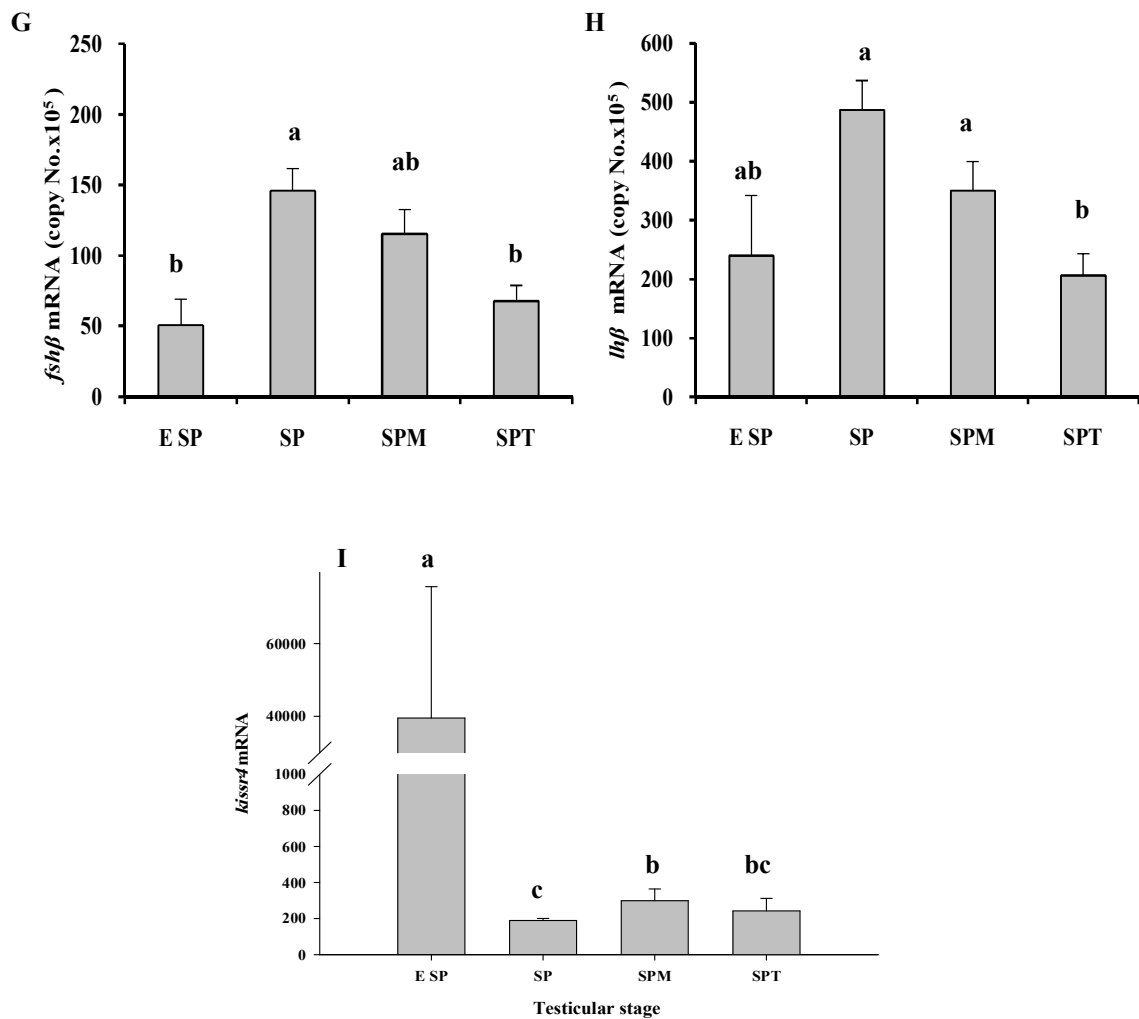 G
fshβ mRNA (copy No.x10⁵)
250
200
150
100
50
0
b
a
ab
b
E SP SP SPM SPT
H
lhβ mRNA (copy No.x10⁵)
600
500
400
300
200
100
0
ab
a
a
b
E SP SP SPM SPT
I
kissr4 mRNA
60000
40000
1000
800
600
400
200
0
a
c
b
bc
E SP SP SPM SPT
Testicular stage